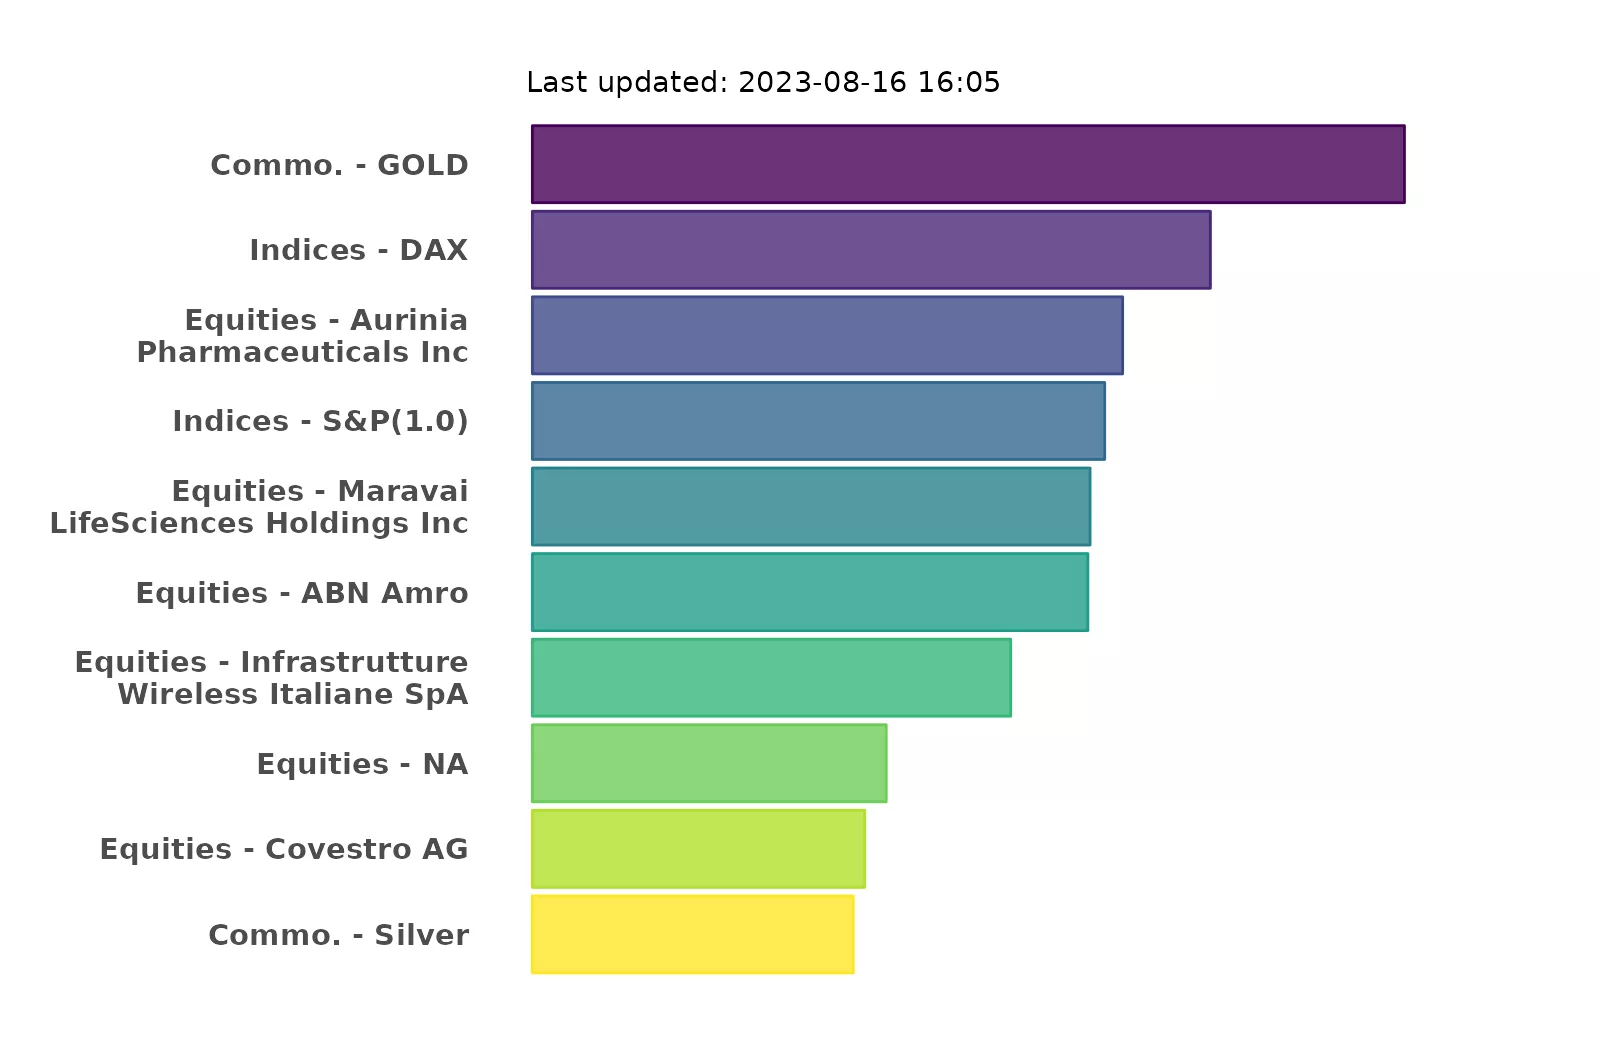 Last updated: 2023-08-16 16:05
Commo. - GOLD
Indices - DAX
Equities - Aurinia
Pharmaceuticals Inc
Indices - S&P(1.0)
Equities - Maravai
LifeSciences Holdings Inc
Equities - ABN Amro
Equities - Infrastrutture
Wireless Italiane SpA
Equities - NA
Equities - Covestro AG
Commo. - Silver